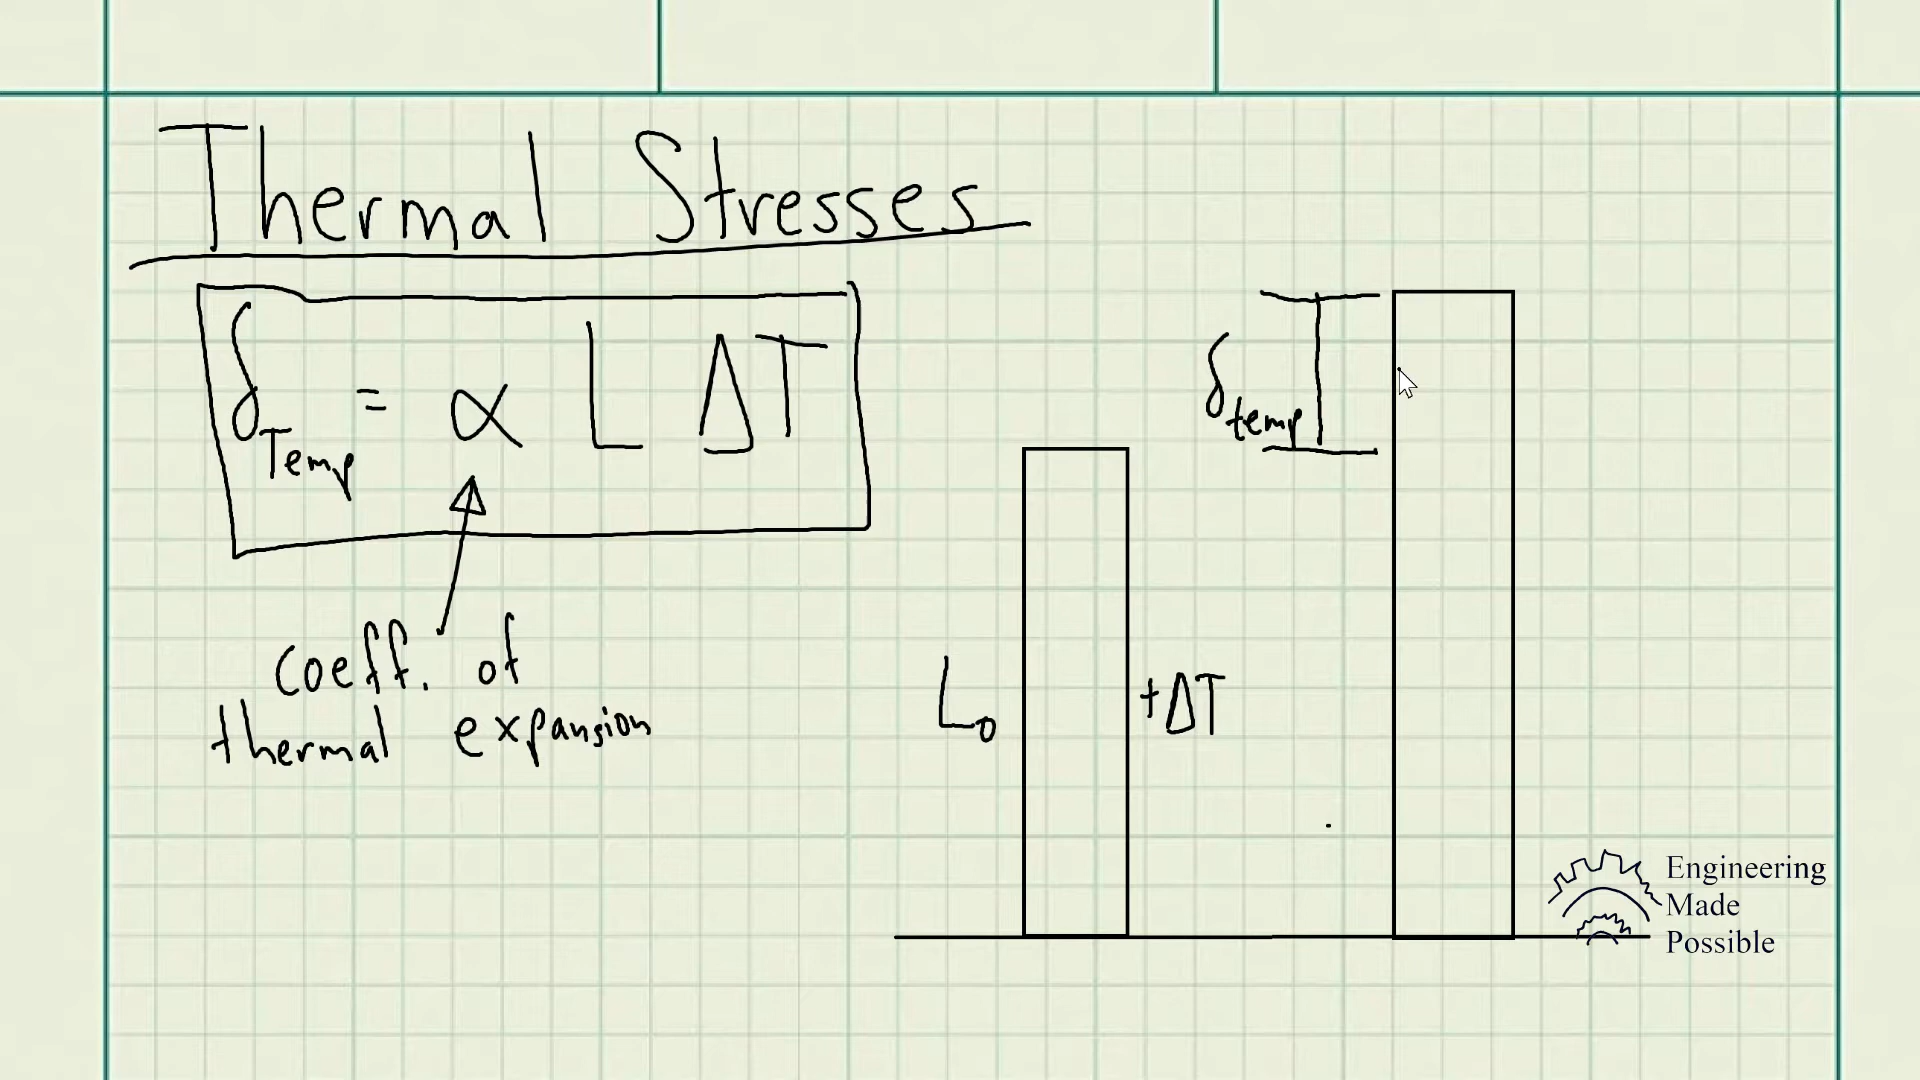 Thermal Stresses
δTemp = α L ΔT
coeff. of
thermal expansion
δtemp
L₀
+ΔT
Engineering
Made
Possible